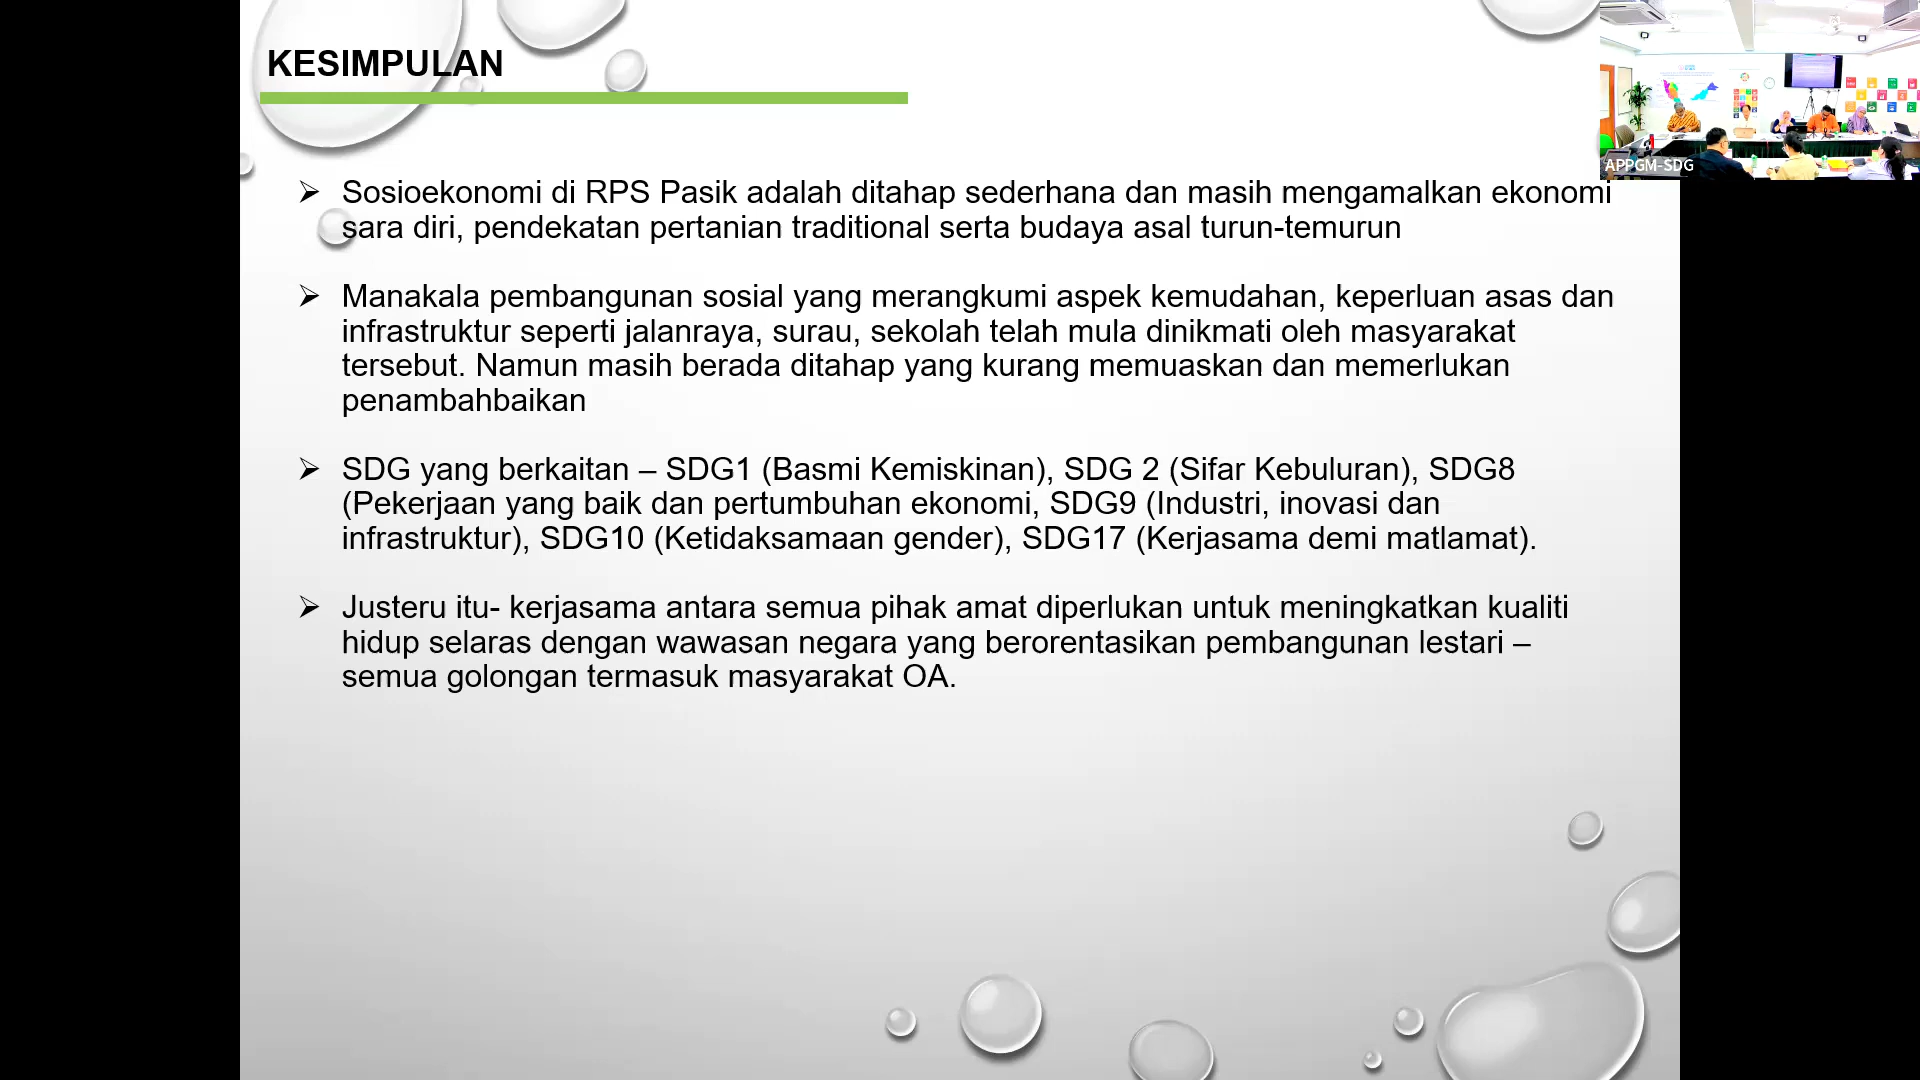 KESIMPULAN
APPGM-SDG
➢ Sosioekonomi di RPS Pasik adalah ditahap sederhana dan masih mengamalkan ekonomi
sara diri, pendekatan pertanian traditional serta budaya asal turun-temurun
➢ Manakala pembangunan sosial yang merangkumi aspek kemudahan, keperluan asas dan
infrastruktur seperti jalanraya, surau, sekolah telah mula dinikmati oleh masyarakat
tersebut. Namun masih berada ditahap yang kurang memuaskan dan memerlukan
penambahbaikan
➢ SDG yang berkaitan – SDG1 (Basmi Kemiskinan), SDG 2 (Sifar Kebuluran), SDG8
(Pekerjaan yang baik dan pertumbuhan ekonomi, SDG9 (Industri, inovasi dan
infrastruktur), SDG10 (Ketidaksamaan gender), SDG17 (Kerjasama demi matlamat).
➢ Justeru itu- kerjasama antara semua pihak amat diperlukan untuk meningkatkan kualiti
hidup selaras dengan wawasan negara yang berorentasikan pembangunan lestari –
semua golongan termasuk masyarakat OA.